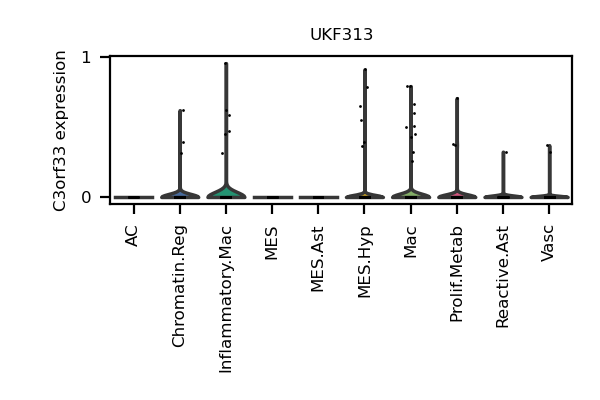 UKF313
C3orf33 expression
1
0
AC
Chromatin.Reg
Inflammatory.Mac
MES
MES.Ast
MES.Hyp
Mac
Prolif.Metab
Reactive.Ast
Vasc